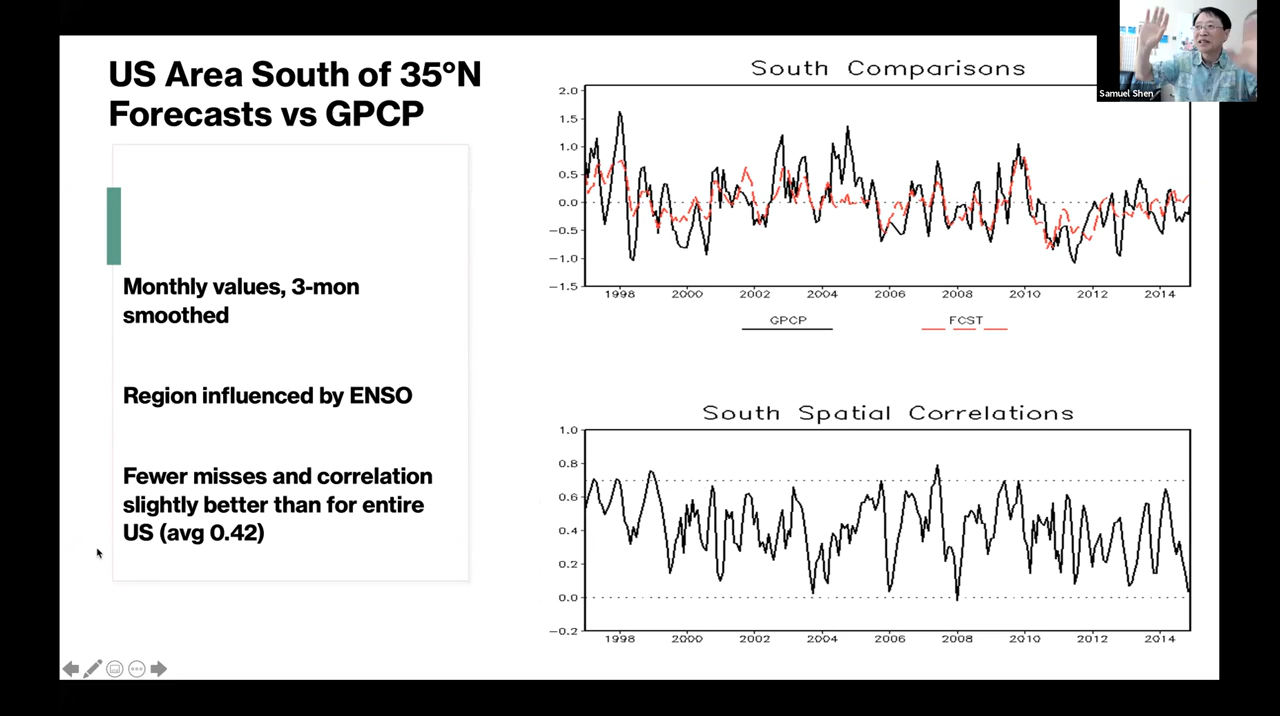 US Area South of 35°N
Forecasts vs GPCP
Monthly values, 3-mon
smoothed
Region influenced by ENSO
Fewer misses and correlation
slightly better than for entire
US (avg 0.42)
South Comparisons
2.0
1.5
1.0
0.5
0.0
−0.5
−1.0
−1.5
1998 2000 2002 2004 2006 2008 2010 2012 2014
GPCP FCST
South Spatial Correlations
1.0
0.8
0.6
0.4
0.2
0.0
−0.2
1998 2000 2002 2004 2006 2008 2010 2012 2014
Samuel Shen